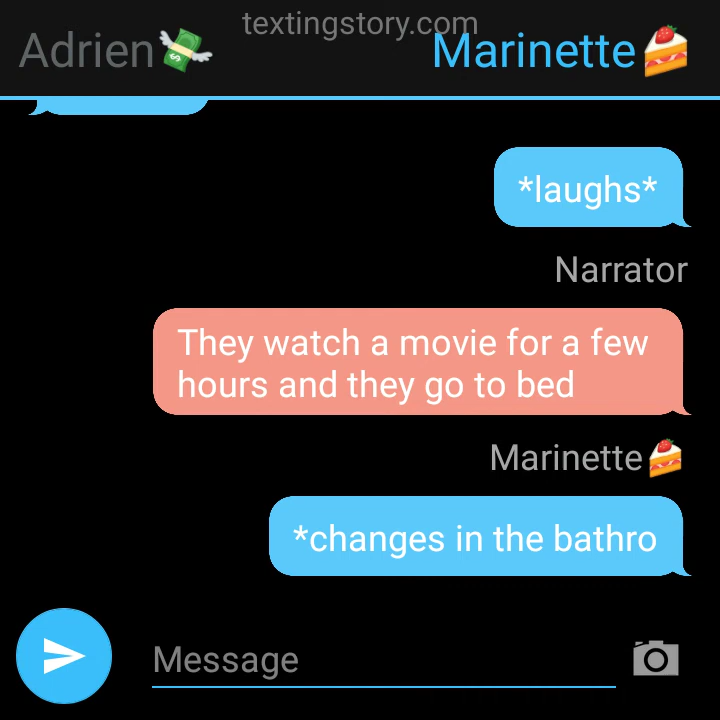 textingstory.com
Adrien💸
Marinette🍰
*laughs*
Narrator
They watch a movie for a few
hours and they go to bed
Marinette🍰
*changes in the bathro
Message